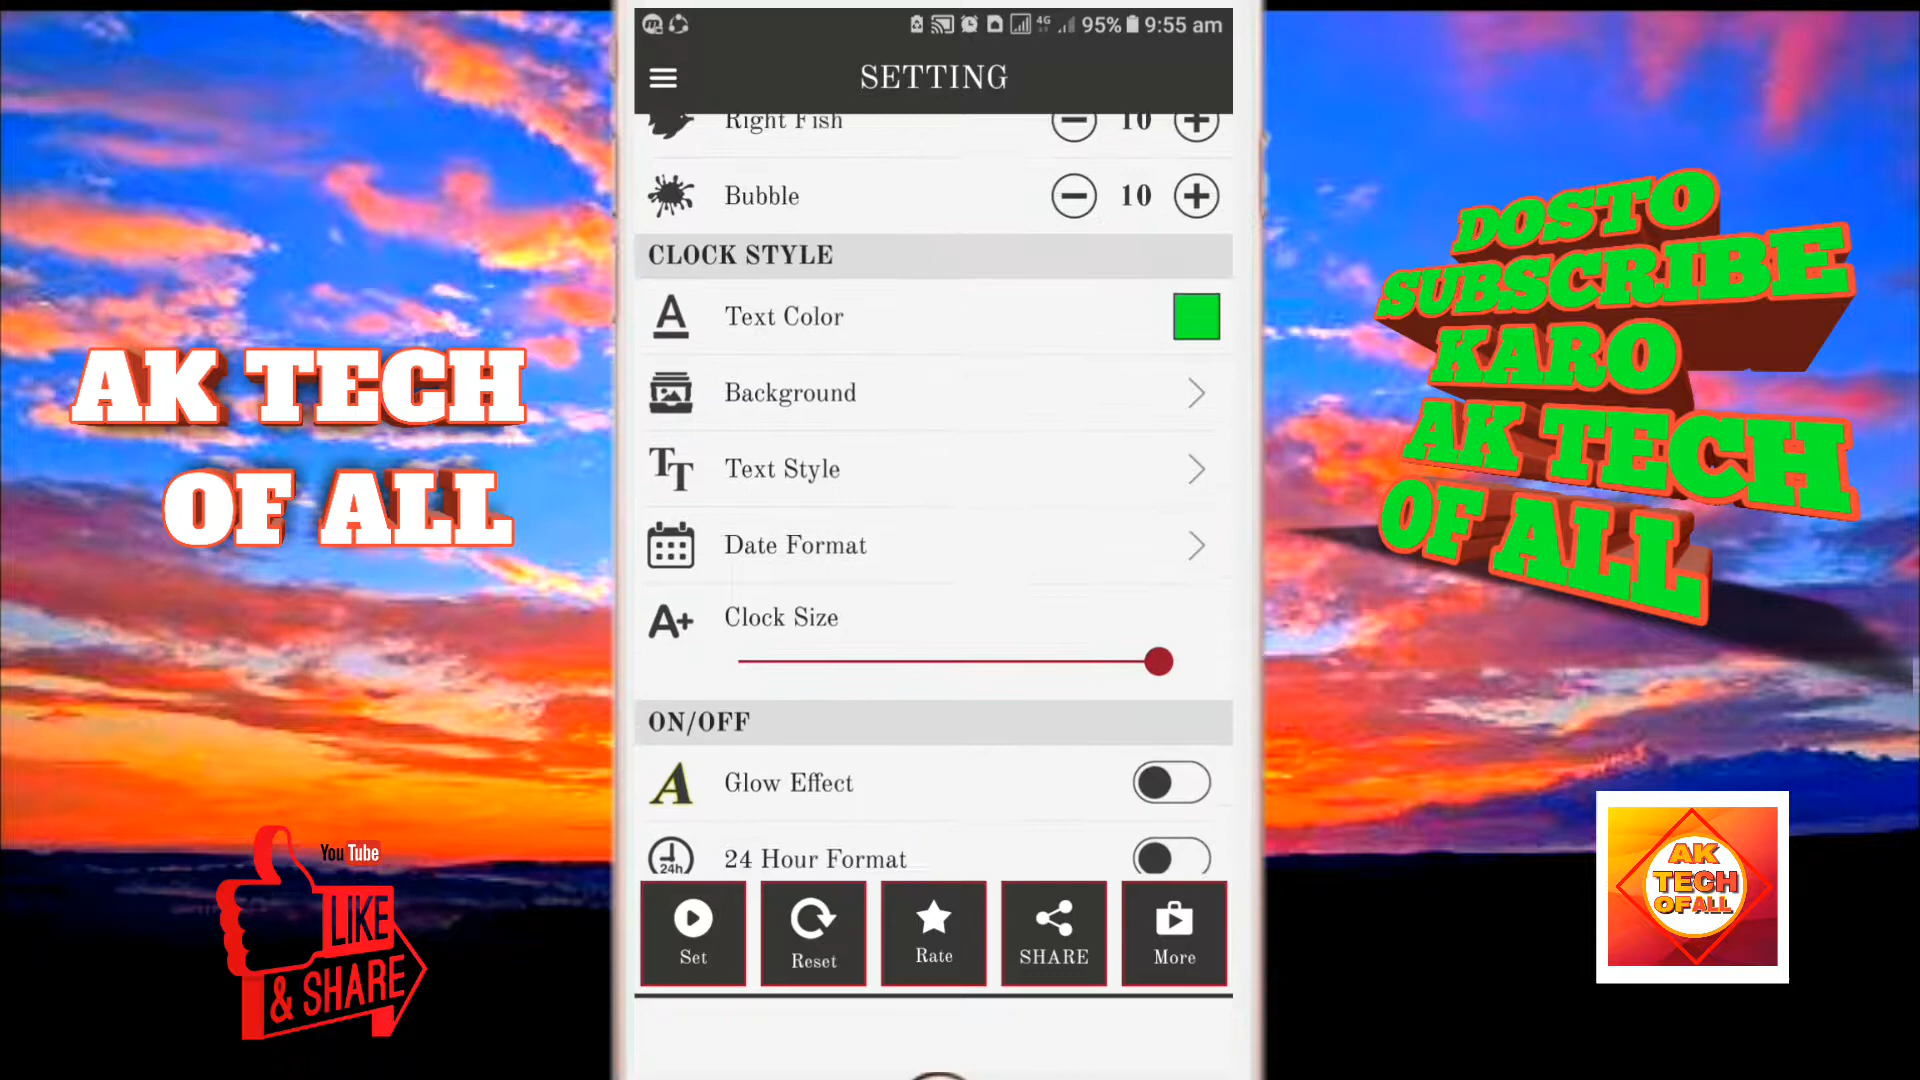 4G
95%
9:55 am
SETTING
Right Fish
10
Bubble
10
CLOCK STYLE
Text Color
Background
Text Style
Date Format
A+
Clock Size
ON/OFF
Glow Effect
24h
24 Hour Format
Set
Reset
Rate
SHARE
More
AK TECH
OF ALL
DOSTO
SUBSCRIBE
KARO
AK TECH
OF ALL
You Tube
LIKE
& SHARE
AK
TECH
OF ALL